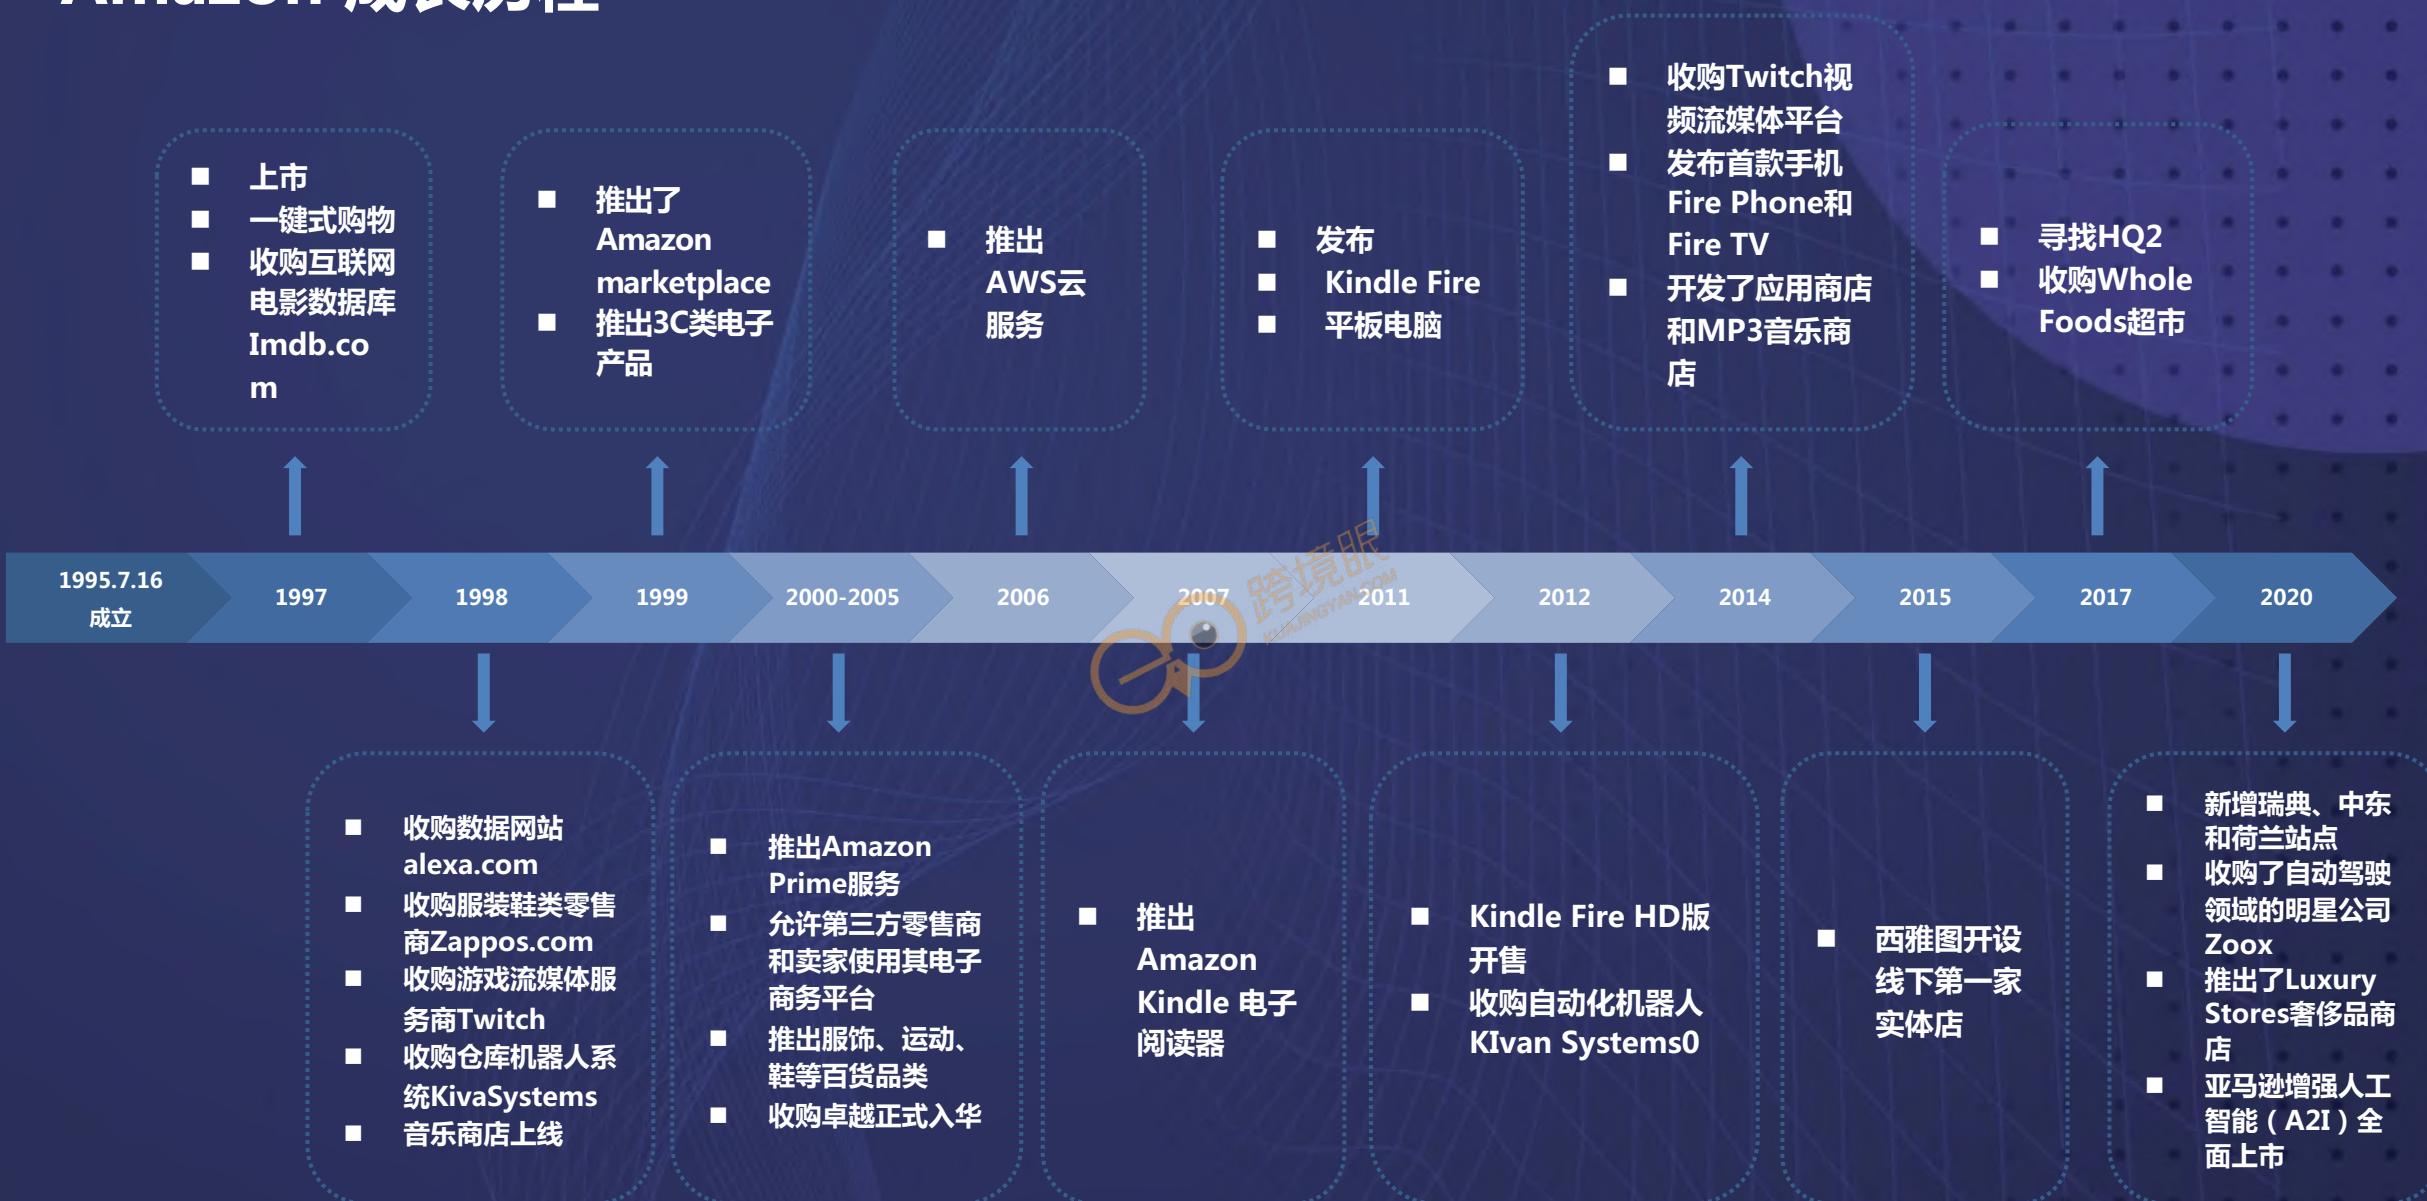 Amazon 成长历程
■ 收购Twitch视
频流媒体平台
■ 发布首款手机
Fire Phone和
Fire TV
■ 开发了应用商店
和MP3音乐商
店
■ 上市
■ 一键式购物
■ 收购互联网
电影数据库
Imdb.co
m
■ 推出了
Amazon
marketplace
■ 推出3C类电子
产品
■ 推出
AWS云
服务
■ 发布
■ Kindle Fire
■ 平板电脑
■ 寻找HQ2
■ 收购Whole
Foods超市
1995.7.16
成立
1997
1998
1999
2000-2005
2006
2007
2011
2012
2014
2015
2017
2020
跨境眼
KUAJINGYAN.COM
■ 收购数据网站
alexa.com
■ 收购服装鞋类零售
商Zappos.com
■ 收购游戏流媒体服
务商Twitch
■ 收购仓库机器人系
统KivaSystems
■ 音乐商店上线
■ 推出Amazon
Prime服务
■ 允许第三方零售商
和卖家使用其电子
商务平台
■ 推出服饰、运动、
鞋等百货品类
■ 收购卓越正式入华
■ 推出
Amazon
Kindle 电子
阅读器
■ Kindle Fire HD版
开售
■ 收购自动化机器人
KIvan Systems0
■ 西雅图开设
线下第一家
实体店
■ 新增瑞典、中东
和荷兰站点
■ 收购了自动驾驶
领域的明星公司
Zoox
■ 推出了Luxury
Stores奢侈品商
店
■ 亚马逊增强人工
智能（A2I）全
面上市